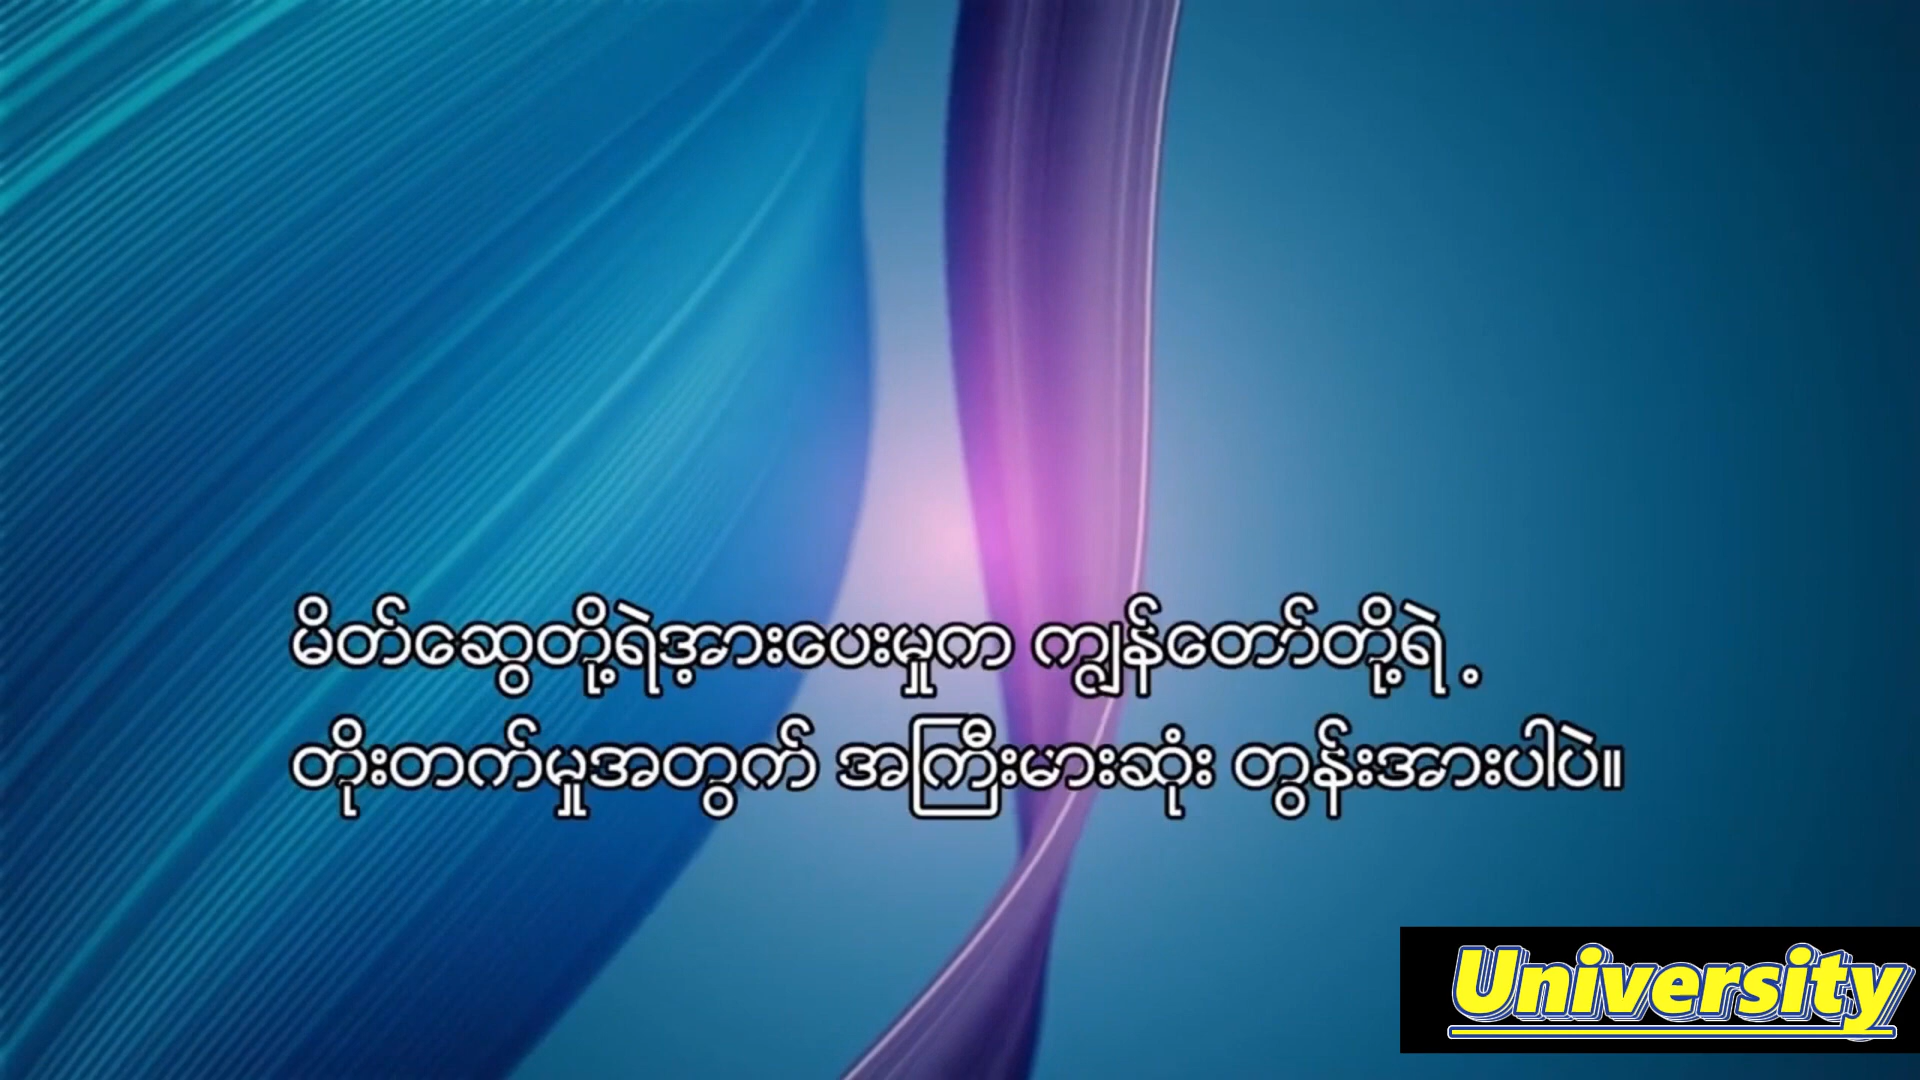 မိတ်ဆွေတို့ရဲ့အားပေးမှုက ကျွန်တော်တို့ရဲ့
တိုးတက်မှုအတွက် အကြီးမားဆုံး တွန်းအားပါပဲ။
University